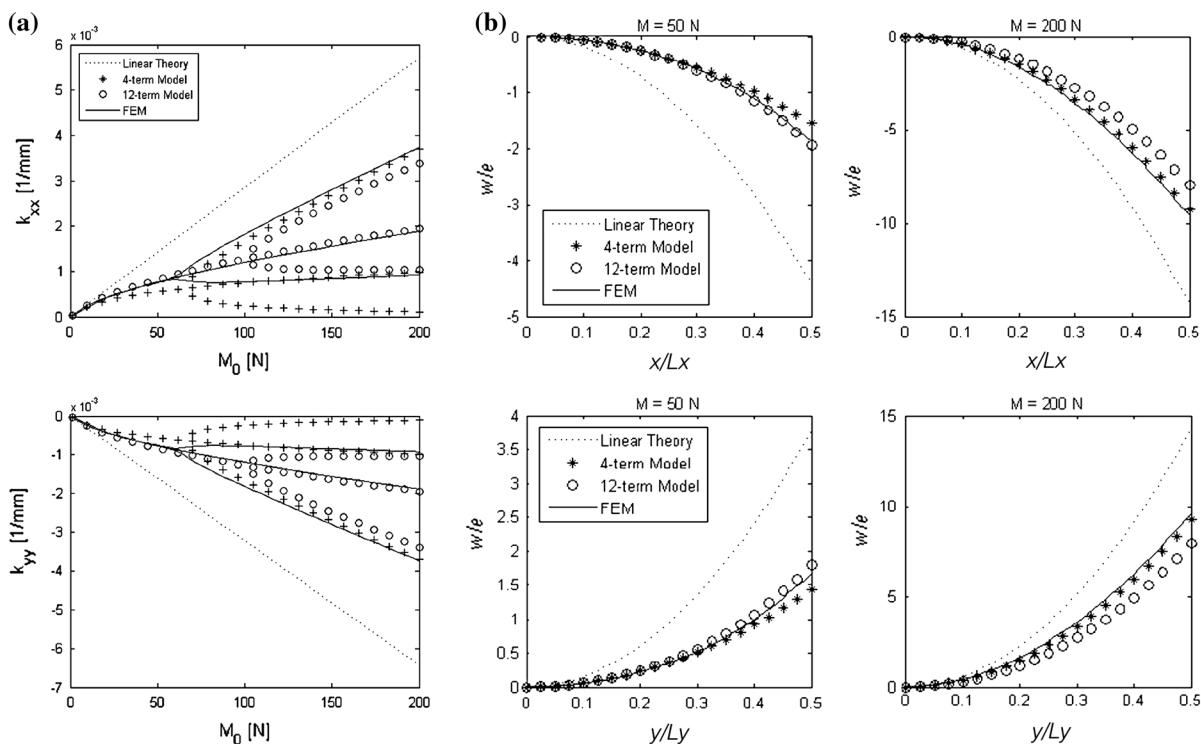 (a)
x 10⁻³
6
5
4
3
2
1
0
k_xx [1/mm]
Linear Theory
4-term Model
12-term Model
FEM
0 50 100 150 200
M_0 [N]
(b)
M = 50 N
0
-1
-2
-3
-4
-5
w/e
Linear Theory
4-term Model
12-term Model
FEM
0 0.1 0.2 0.3 0.4 0.5
x/Lx
M = 200 N
0
-5
-10
-15
w/e
0 0.1 0.2 0.3 0.4 0.5
x/Lx
x 10⁻³
0
-1
-2
-3
-4
-5
-6
-7
k_yy [1/mm]
0 50 100 150 200
M_0 [N]
M = 50 N
4
3.5
3
2.5
2
1.5
1
0.5
0
w/e
Linear Theory
4-term Model
12-term Model
FEM
0 0.1 0.2 0.3 0.4 0.5
y/Ly
M = 200 N
15
10
5
0
w/e
0 0.1 0.2 0.3 0.4 0.5
y/Ly